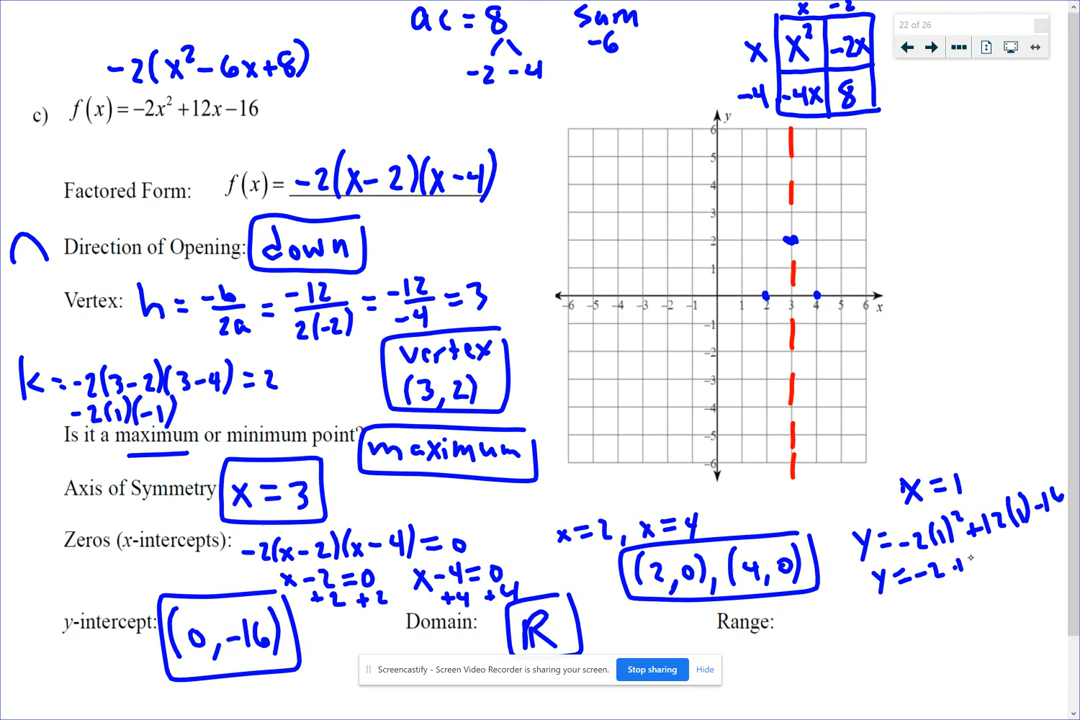 ac = 8
-2 -4
sum
-6
x -2
x x² -2x
-4 -4x 8
22 of 26
-2(x²-6x+8)
c) f(x)=-2x²+12x-16
Factored Form: f(x)= -2(x-2)(x-4)
Direction of Opening: down
Vertex: h = -b/2a = -12/2(-2) = -12/-4 = 3
vertex
(3,2)
k=-2(3-2)(3-4)=2
-2(1)(-1)
Is it a maximum or minimum point? maximum
Axis of Symmetry x=3
Zeros (x-intercepts): -2(x-2)(x-4)=0
x-2=0 x-4=0
+2 +2 +4 +4
x=2, x=4
(2,0), (4,0)
y-intercept: (0,-16) Domain: ℝ Range:
y
6
5
4
3
2
1
-6 -5 -4 -3 -2 -1 1 2 3 4 5 6 x
-1
-2
-3
-4
-5
-6
x=1
y=-2(1)²+12(1)-16
y=-2·1
Screencastify - Screen Video Recorder is sharing your screen. Stop sharing Hide